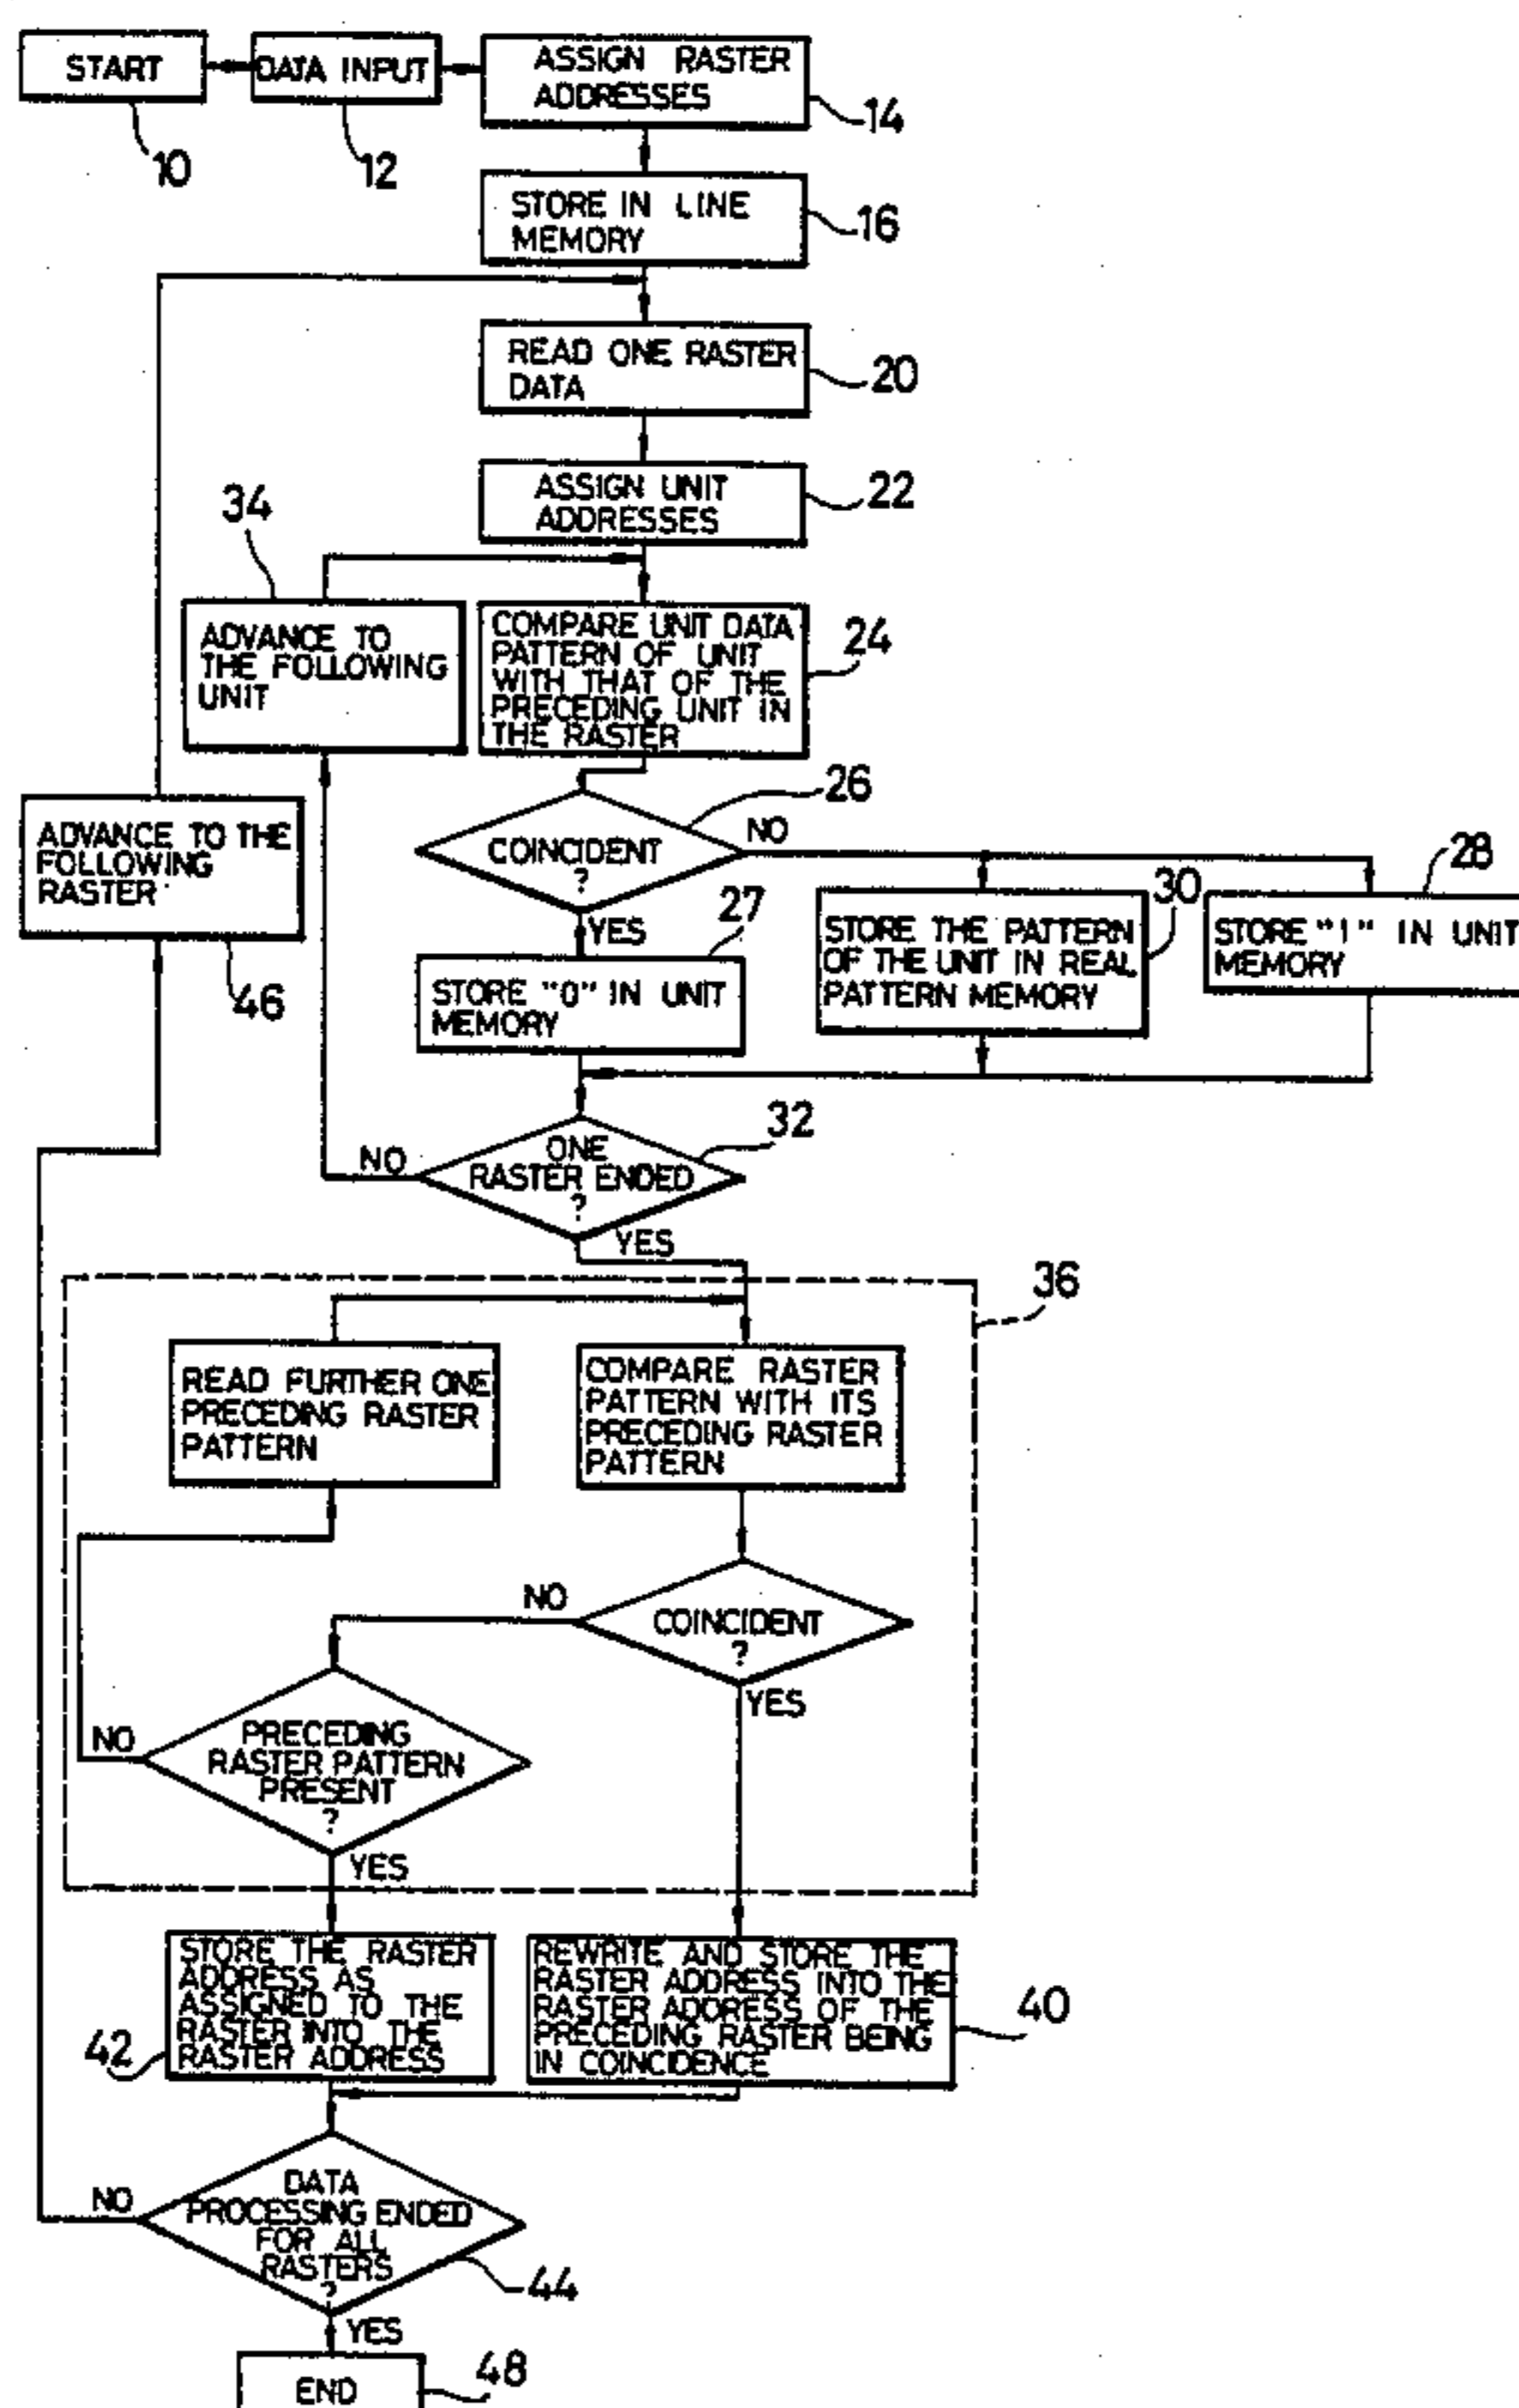 START
DATA INPUT
ASSIGN RASTER
ADDRESSES
10
12
14
STORE IN LINE
MEMORY
16
READ ONE RASTER
DATA
20
ASSIGN UNIT
ADDRESSES
22
34
ADVANCE TO
THE FOLLOWING
UNIT
COMPARE UNIT DATA
PATTERN OF UNIT
WITH THAT OF THE
PRECEDING UNIT IN
THE RASTER
24
ADVANCE TO THE
FOLLOWING
RASTER
46
COINCIDENT
?
26
NO
YES
27
STORE "0" IN UNIT
MEMORY
STORE THE PATTERN
OF THE UNIT IN REAL
PATTERN MEMORY
30
STORE "1" IN UNIT
MEMORY
28
ONE
RASTER ENDED
?
32
NO
YES
36
READ FURTHER ONE
PRECEDING RASTER
PATTERN
COMPARE RASTER
PATTERN WITH ITS
PRECEDING RASTER
PATTERN
COINCIDENT
?
NO
YES
PRECEDING
RASTER PATTERN
PRESENT
?
NO
YES
STORE THE RASTER
ADDRESS AS
ASSIGNED TO THE
RASTER INTO THE
RASTER ADDRESS
42
REWRITE AND STORE THE
RASTER ADDRESS INTO THE
RASTER ADDRESS OF THE
PRECEDING RASTER BEING
IN COINCIDENCE
40
DATA
PROCESSING ENDED
FOR ALL
RASTERS
?
NO
44
YES
END
48